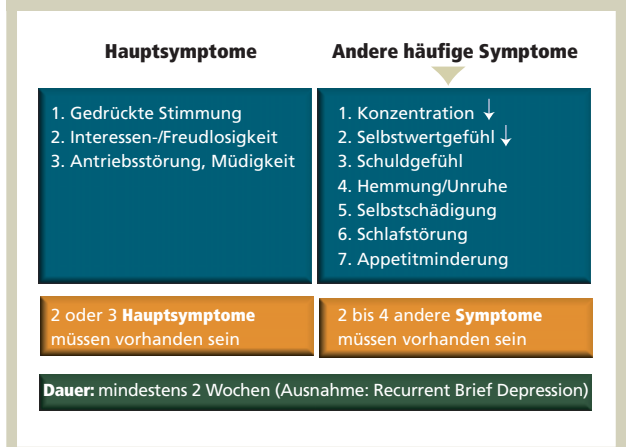 Hauptsymptome
1. Gedrückte Stimmung
2. Interessen-/Freudlosigkeit
3. Antriebsstörung, Müdigkeit
2 oder 3 Hauptsymptome
müssen vorhanden sein
Andere häufige Symptome
1. Konzentration ↓
2. Selbstwertgefühl ↓
3. Schuldgefühl
4. Hemmung/Unruhe
5. Selbstschädigung
6. Schlafstörung
7. Appetitminderung
2 bis 4 andere Symptome
müssen vorhanden sein
Dauer: mindestens 2 Wochen (Ausnahme: Recurrent Brief Depression)